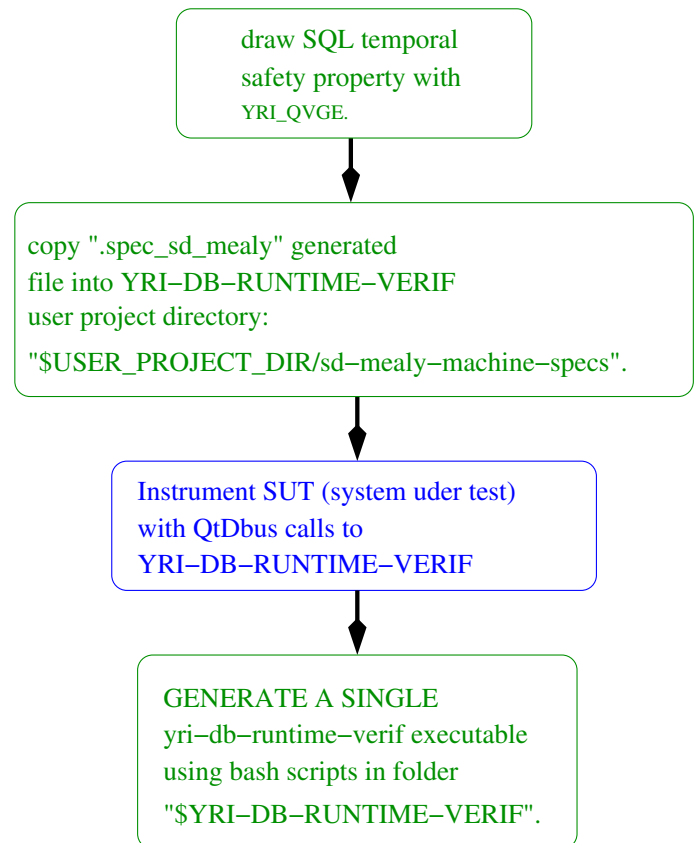 draw SQL temporal
safety property with
YRI_QVGE.
copy ".spec_sd_mealy" generated
file into YRI−DB−RUNTIME−VERIF
user project directory:
"$USER_PROJECT_DIR/sd−mealy−machine−specs".
Instrument SUT (system uder test)
with QtDbus calls to
YRI−DB−RUNTIME−VERIF
GENERATE A SINGLE
yri−db−runtime−verif executable
using bash scripts in folder
"$YRI−DB−RUNTIME−VERIF".